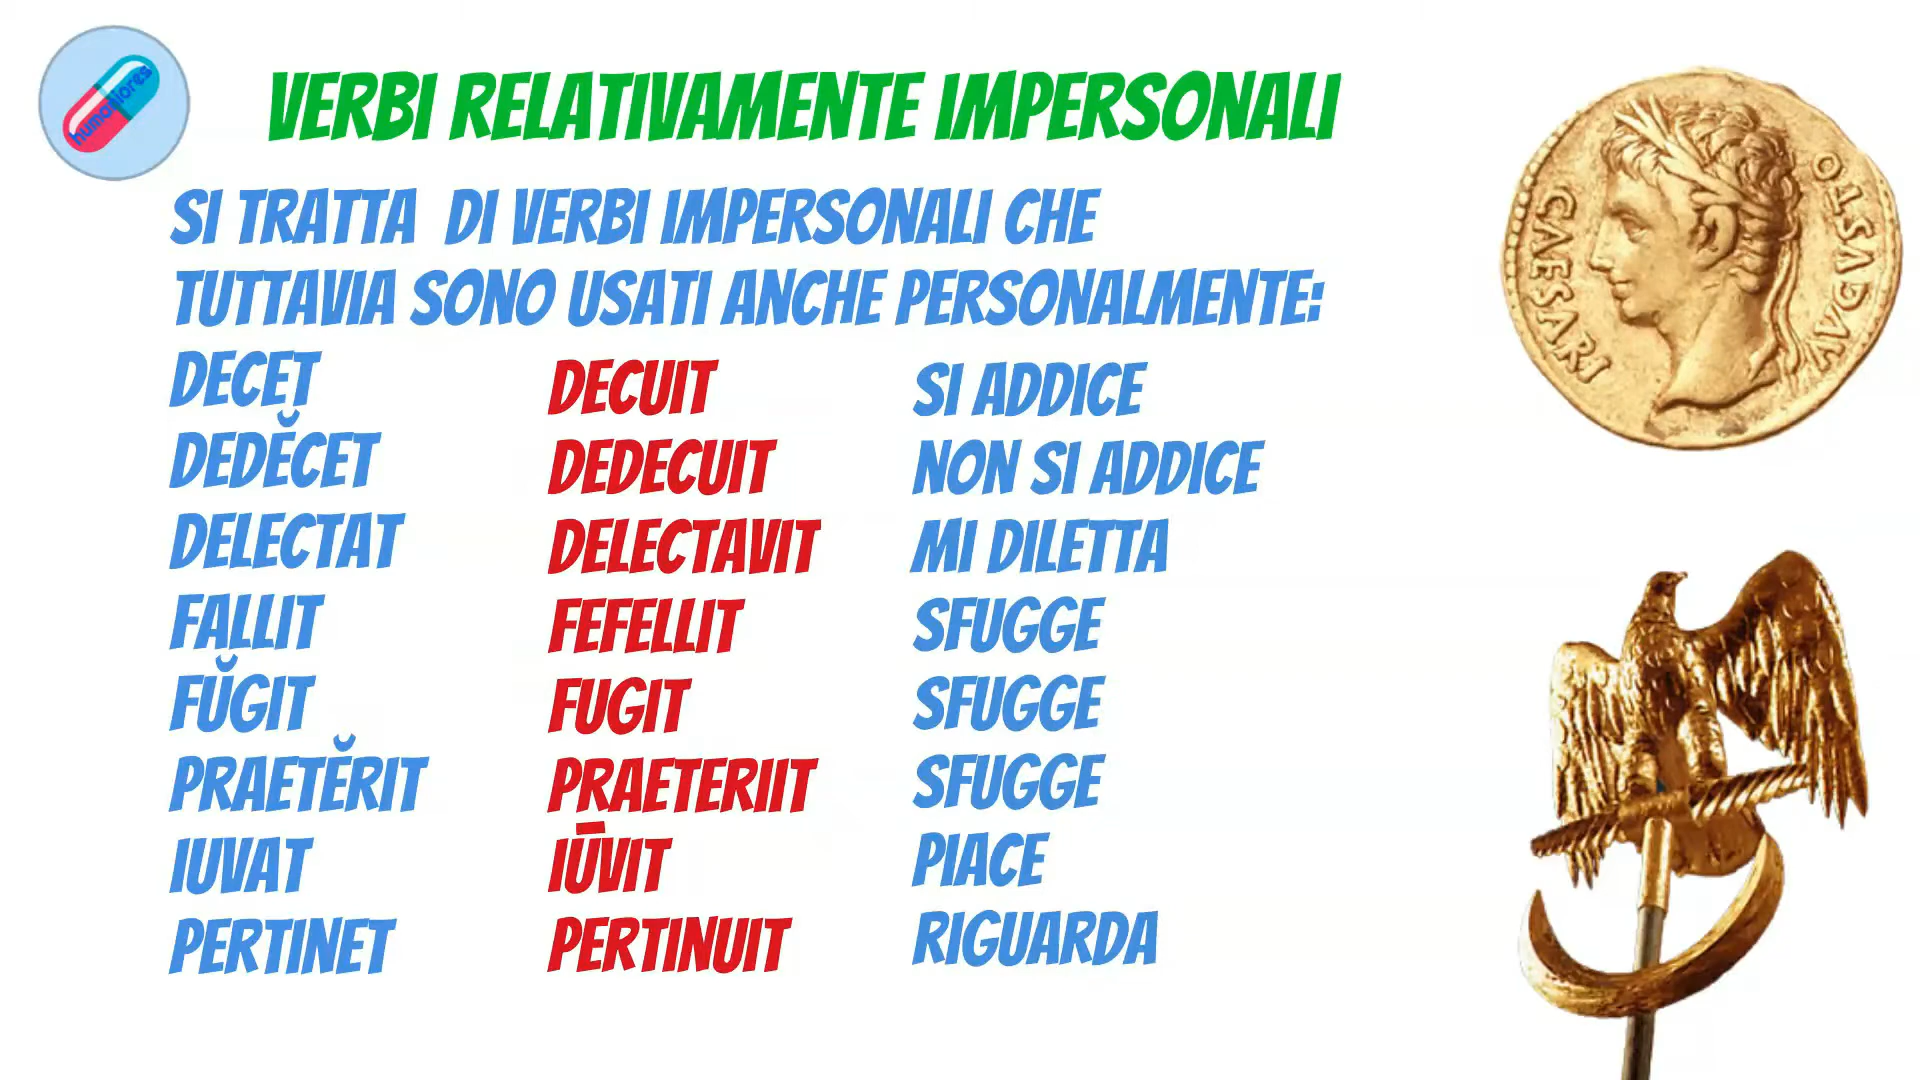 humaniores
VERBI RELATIVAMENTE IMPERSONALI
SI TRATTA DI VERBI IMPERSONALI CHE
TUTTAVIA SONO USATI ANCHE PERSONALMENTE:
DECET DECUIT SI ADDICE
DEDĔCET DEDECUIT NON SI ADDICE
DELECTAT DELECTAVIT MI DILETTA
FALLIT FEFELLIT SFUGGE
FŬGIT FUGIT SFUGGE
PRAETĔRIT PRAETERIIT SFUGGE
IUVAT IŪVIT PIACE
PERTINET PERTINUIT RIGUARDA
CAESARI
AVGVSTO